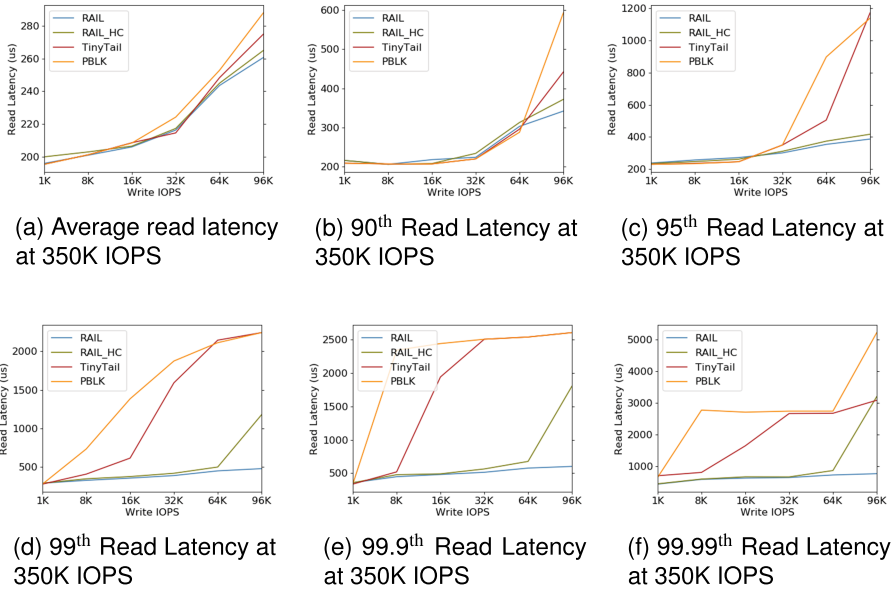 RAIL
RAIL_HC
TinyTail
PBLK
280
260
240
220
200
Read Latency (us)
1K 8K 16K 32K 64K 96K
Write IOPS
(a) Average read latency
at 350K IOPS
RAIL
RAIL_HC
TinyTail
PBLK
600
500
400
300
200
Read Latency (us)
1K 8K 16K 32K 64K 96K
Write IOPS
(b) 90th Read Latency at
350K IOPS
RAIL
RAIL_HC
TinyTail
PBLK
1200
1000
800
600
400
200
Read Latency (us)
1K 8K 16K 32K 64K 96K
Write IOPS
(c) 95th Read Latency at
350K IOPS
RAIL
RAIL_HC
TinyTail
PBLK
2000
1500
1000
500
Read Latency (us)
1K 8K 16K 32K 64K 96K
Write IOPS
(d) 99th Read Latency at
350K IOPS
RAIL
RAIL_HC
TinyTail
PBLK
2500
2000
1500
1000
500
Read Latency (us)
1K 8K 16K 32K 64K 96K
Write IOPS
(e) 99.9th Read Latency
at 350K IOPS
RAIL
RAIL_HC
TinyTail
PBLK
5000
4000
3000
2000
1000
Read Latency (us)
1K 8K 16K 32K 64K 96K
Write IOPS
(f) 99.99th Read Latency
at 350K IOPS